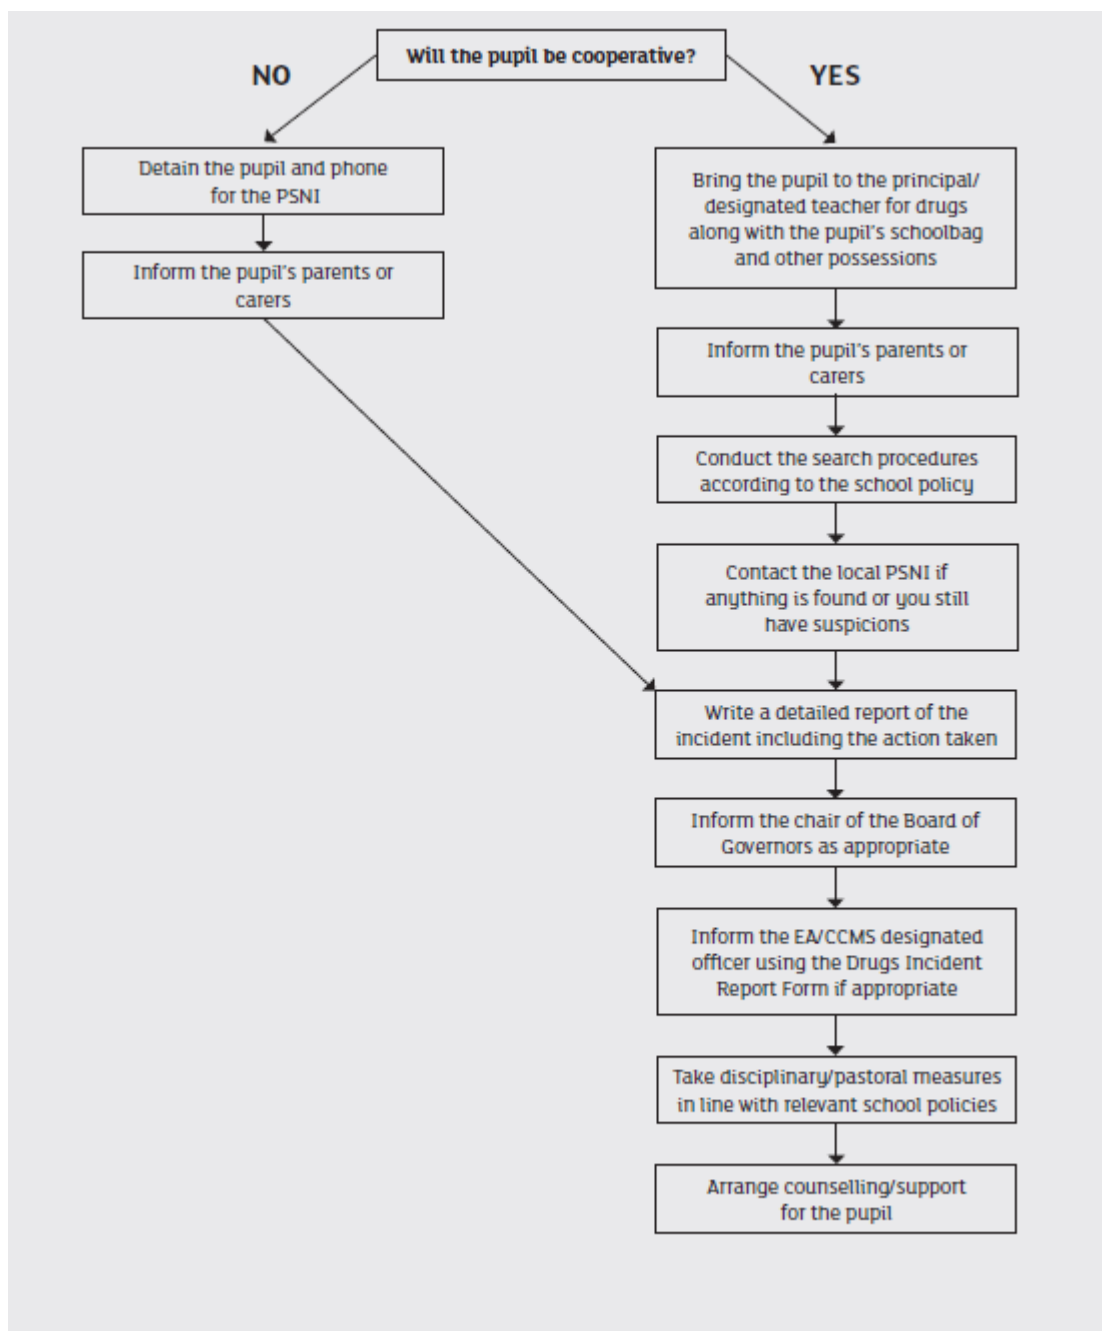 Will the pupil be cooperative?
NO
YES
Detain the pupil and phone
for the PSNI
Inform the pupil's parents or
carers
Bring the pupil to the principal/
designated teacher for drugs
along with the pupil's schoolbag
and other possessions
Inform the pupil's parents or
carers
Conduct the search procedures
according to the school policy
Contact the local PSNI if
anything is found or you still
have suspicions
Write a detailed report of the
incident including the action taken
Inform the chair of the Board of
Governors as appropriate
Inform the EA/CCMS designated
officer using the Drugs Incident
Report Form if appropriate
Take disciplinary/pastoral measures
in line with relevant school policies
Arrange counselling/support
for the pupil